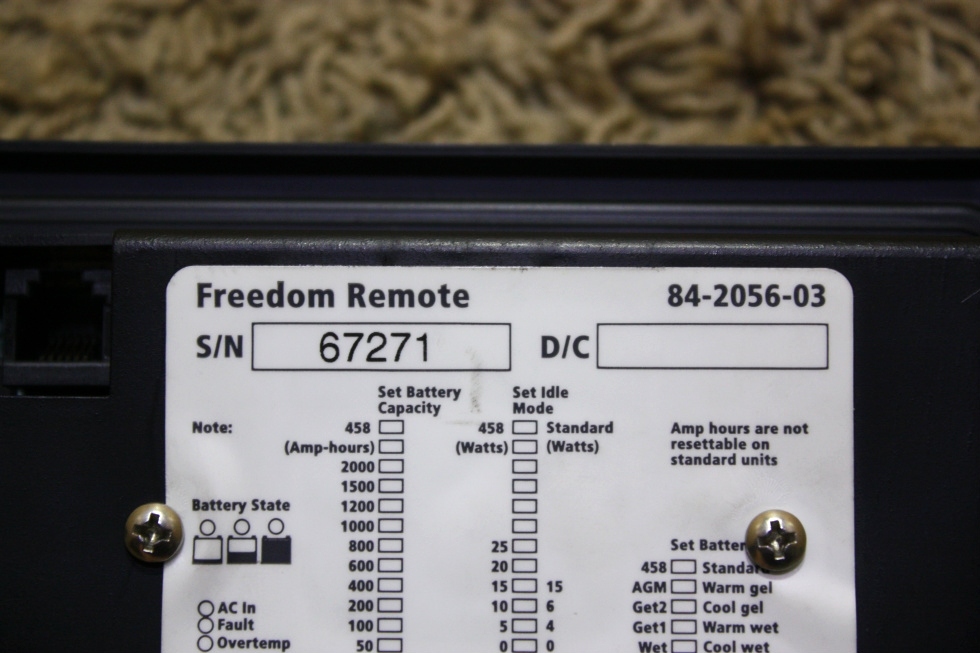 Freedom Remote 84-2056-03
S/N 67271 D/C
Set Battery Capacity
Set Idle Mode
Note: 458 458 Standard
(Amp-hours) (Watts) (Watts)
Amp hours are not
resettable on
standard units
2000
1500
1200
1000
800 25
600 20
400 15 15
200 10 6
100 5 4
50 0 0
Battery State
AC In
Fault
Overtemp
Set Batter
458 Standard
AGM Warm gel
Get2 Cool gel
Get1 Warm wet
Wet Cool wet